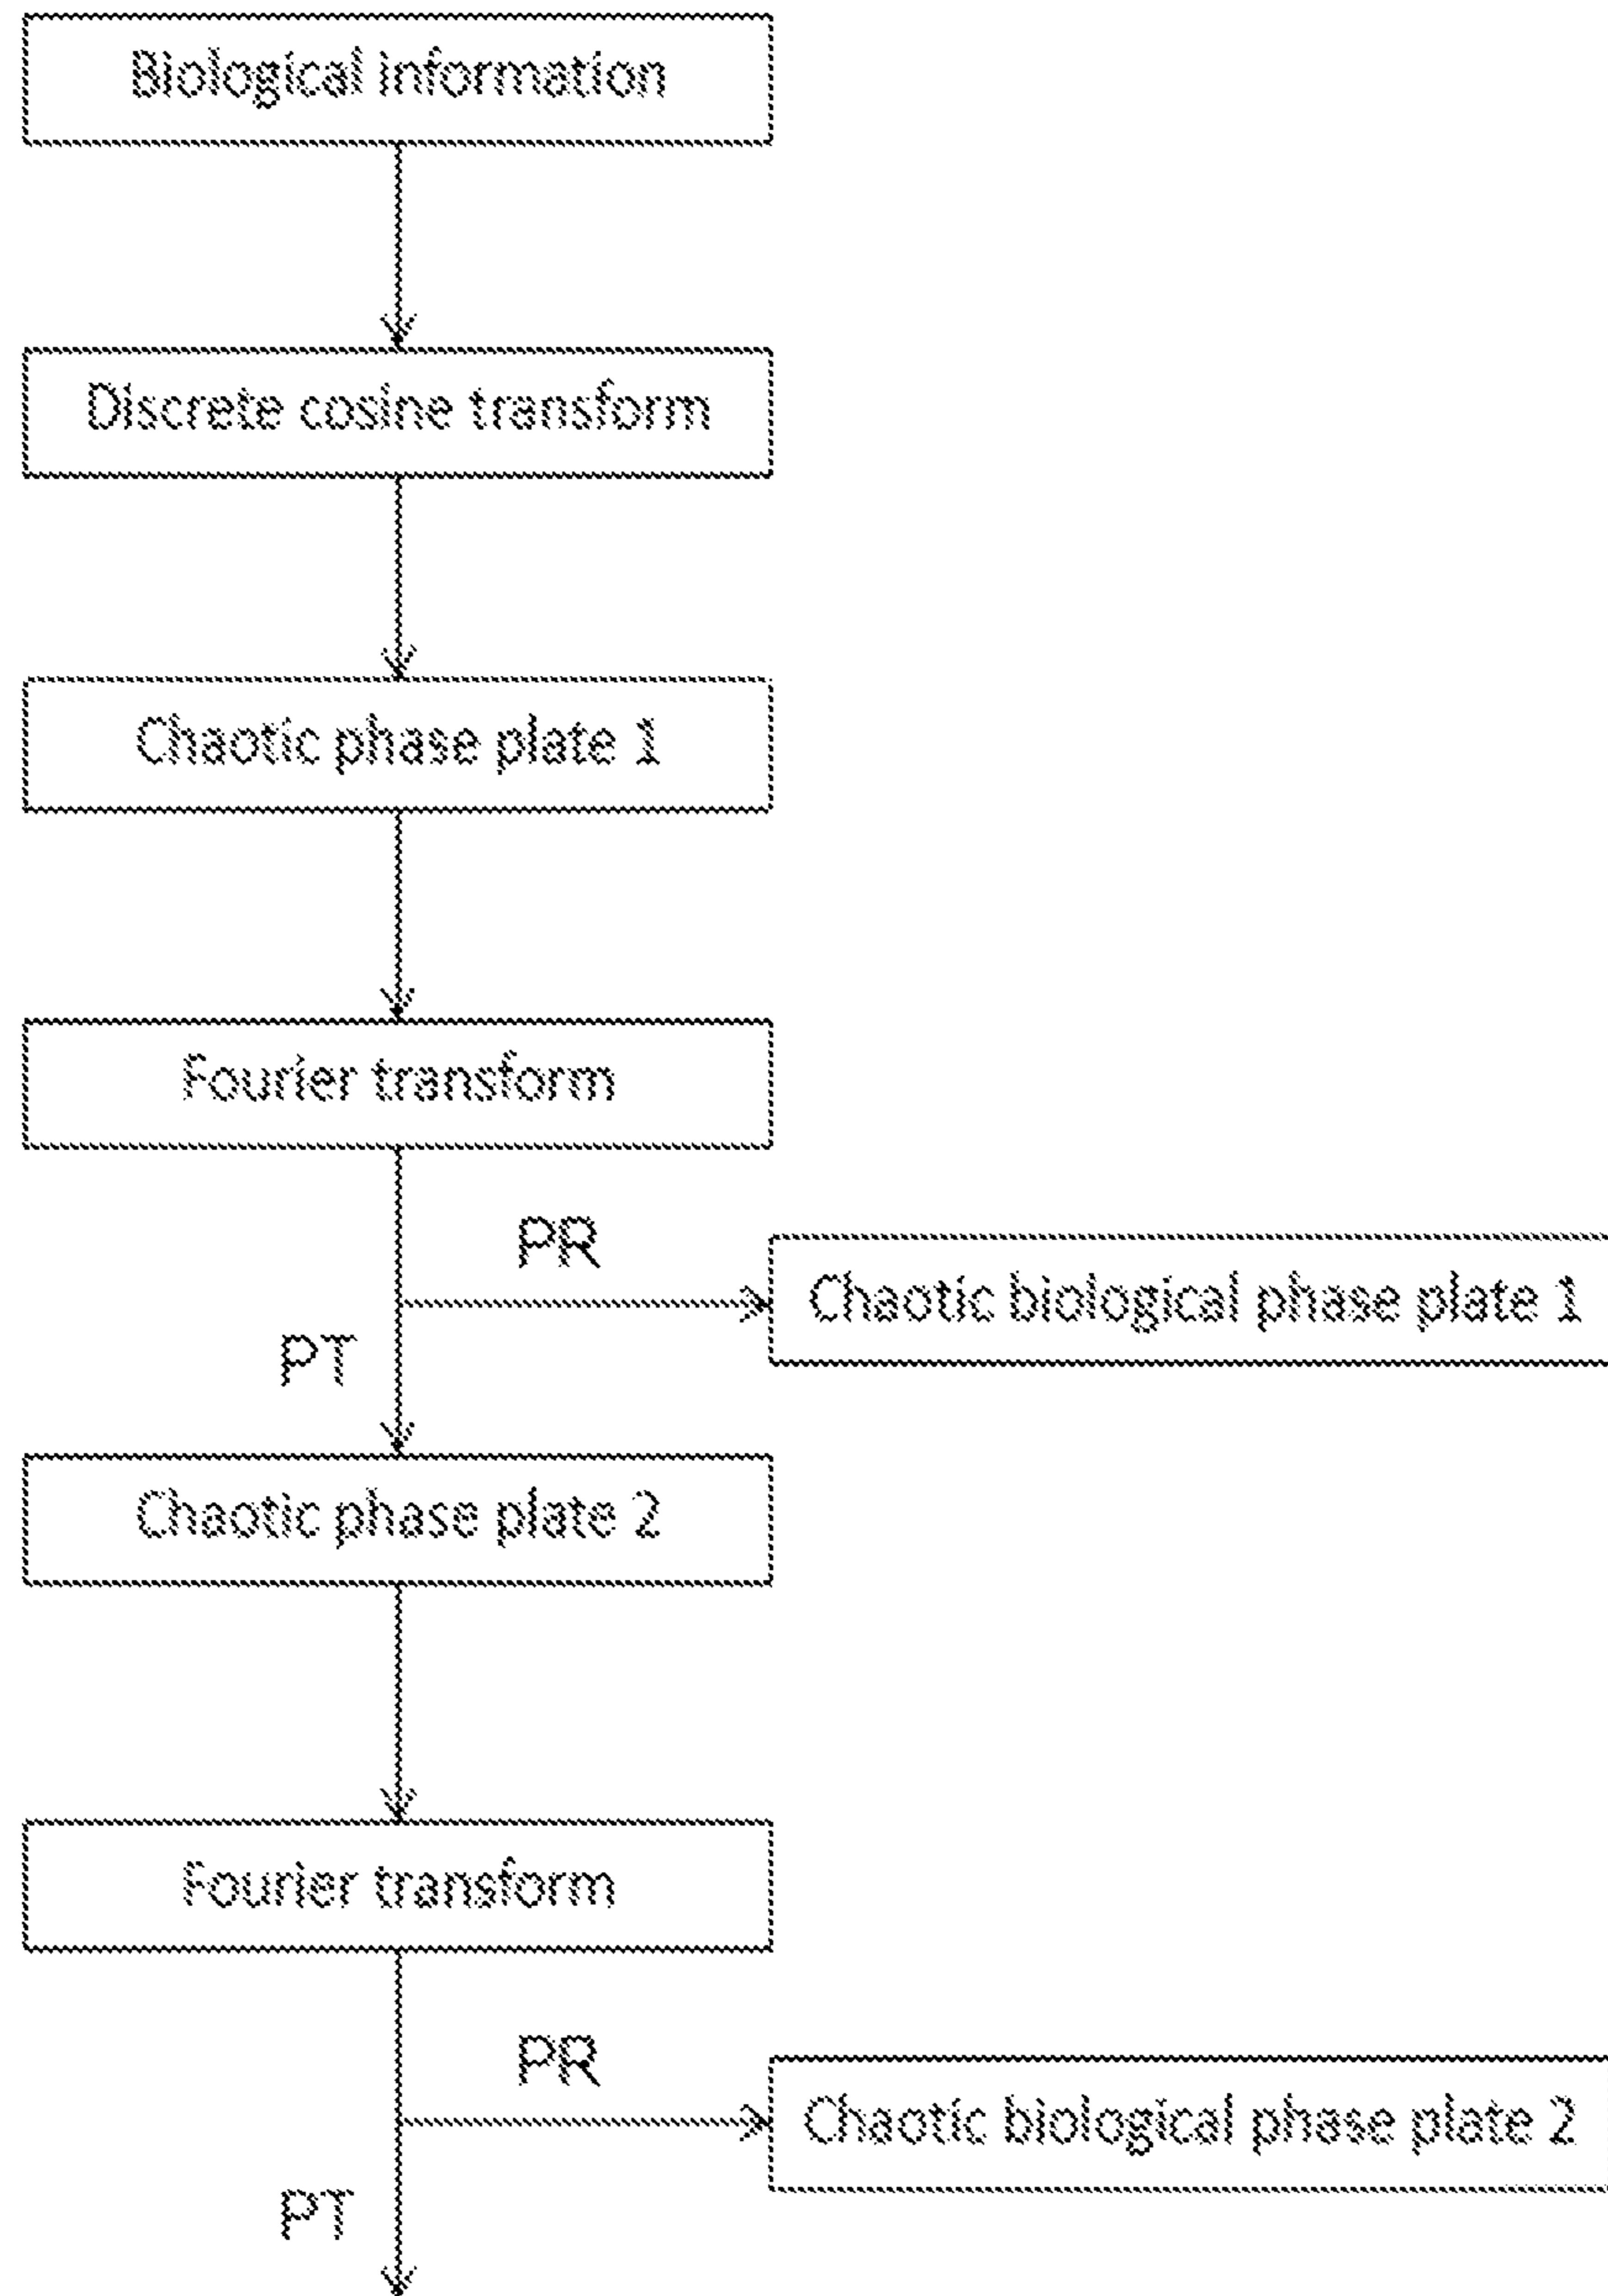 Biological information
Discrete cosine transform
Chaotic phase plate 1
Fourier transform
PR
Chaotic biological phase plate 1
PT
Chaotic phase plate 2
Fourier transform
PR
Chaotic biological phase plate 2
PT